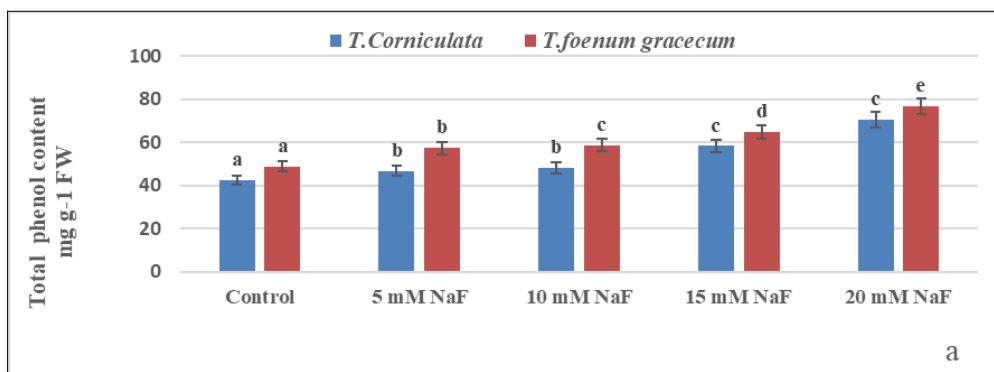 T.Corniculata T.foenum gracecum
Total phenol content
mg g-1 FW
100
80
60
40
20
0
a a b b b c c d c e
Control 5 mM NaF 10 mM NaF 15 mM NaF 20 mM NaF
a